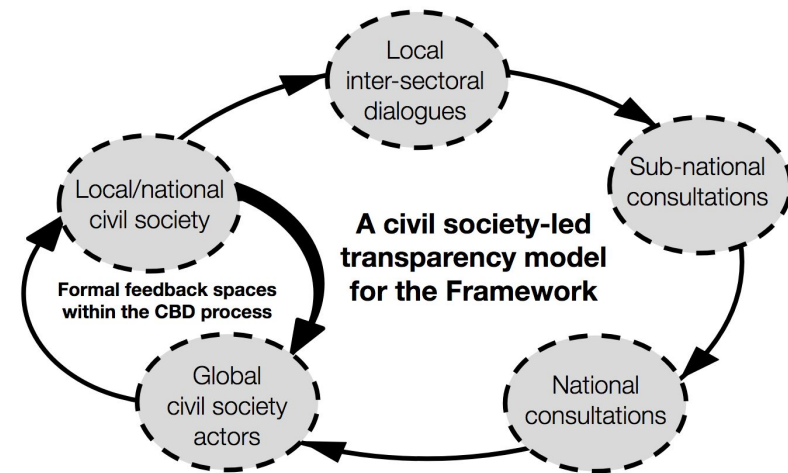 Local
inter-sectoral
dialogues
Sub-national
consultations
Local/national
civil society
A civil society-led
transparency model
for the Framework
Formal feedback spaces
within the CBD process
Global
civil society
actors
National
consultations